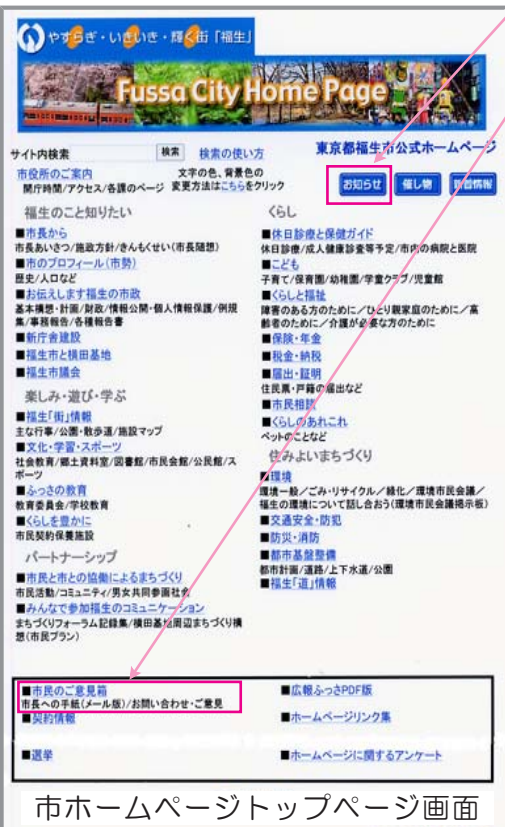 やすらぎ・いきいき・輝く街「福生」
Fussa City Home Page
サイト内検索
検索
検索の使い方
東京都福生市公式ホームページ
市役所のご案内
開庁時間/アクセス/各課のページ
文字の色、背景色の
変更方法はこちらをクリック
お知らせ
催し物
新着情報
福生のこと知りたい
■市長から
市長あいさつ/施政方針/きんもくせい(市長随想)
■市のプロフィール(市勢)
歴史/人口など
■お伝えします福生の市政
基本構想・計画/財政/情報公開・個人情報保護/例規
集/事務報告/各種報告書
■新庁舎建設
■福生市と横田基地
■福生市議会
楽しみ・遊び・学ぶ
■福生「街」情報
主な行事/公園・散歩道/施設マップ
■文化・学習・スポーツ
社会教育/郷土資料室/図書館/市民会館/公民館/ス
ポーツ
■ふっさの教育
教育委員会/学校教育
■くらしを豊かに
市民契約保養施設
パートナーシップ
■市民と市との協働によるまちづくり
市民活動/コミュニティ/男女共同参画社会
■みんなで参加福生のコミュニケーション
まちづくりフォーラム記録集/横田基地周辺まちづくり構
想(市民プラン)
くらし
■休日診療と保健ガイド
休日診療/成人健康診査等予定/市内の病院と医院
■こども
子育て/保育園/幼稚園/学童クラブ/児童館
■くらしと福祉
障害のある方のために/ひとり親家庭のために/高
齢者のために/介護が必要な方のために
■保険・年金
■税金・納税
■届出・証明
住民票・戸籍の届出など
■市民相談
■くらしのあれこれ
ペットのことなど
住みよいまちづくり
■環境
環境一般/ごみ・リサイクル/緑化/環境市民会議/
福生の環境について話し合おう(環境市民会議掲示板)
■交通安全・防犯
■防災・消防
■都市基盤整備
都市計画/道路/上下水道/公園
■福生「道」情報
■市民のご意見箱
市長への手紙(メール版)/お問い合わせ・ご意見
■契約情報
■選挙
■広報ふっさPDF版
■ホームページリンク集
■ホームページに関するアンケート
市ホームページトップページ画面